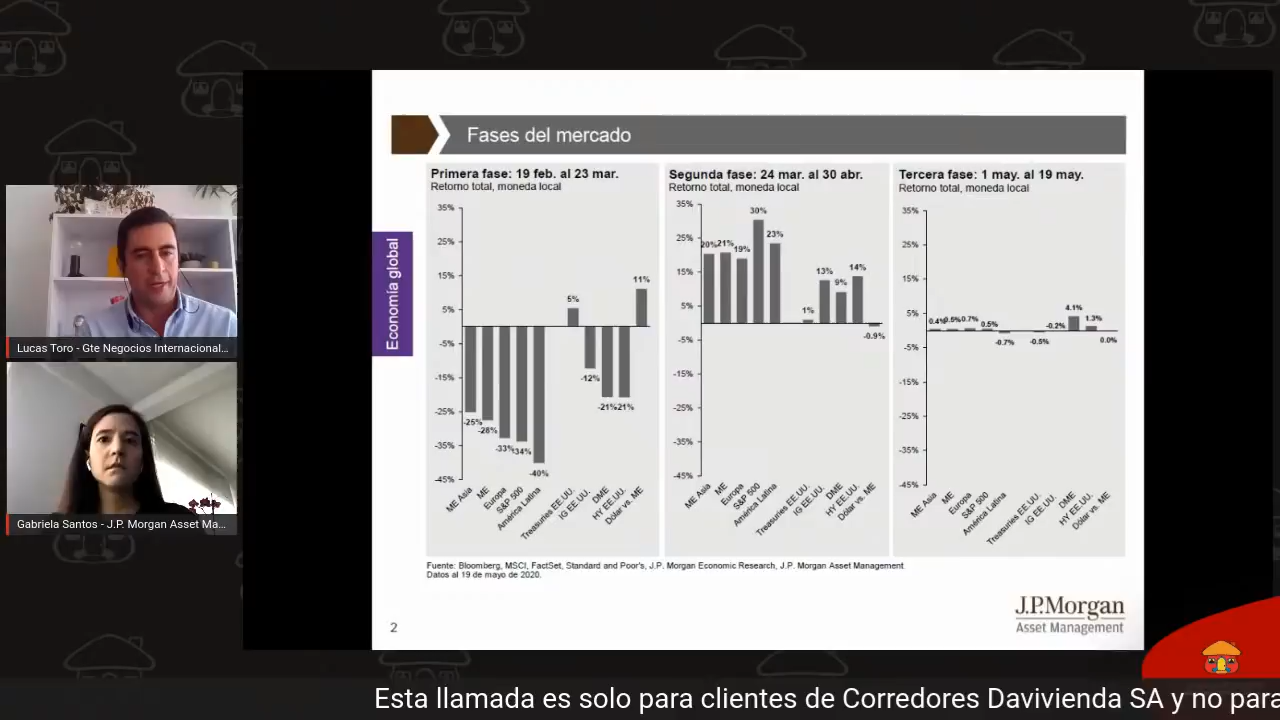 Fases del mercado
Economía global
Primera fase: 19 feb. al 23 mar.
Retorno total, moneda local
35%
25%
15%
5%
-5%
-15%
-25%
-35%
-45%
-25%
-28%
-33%
-34%
-40%
5%
-12%
-21%
-21%
11%
ME Asia
ME
Europa
S&P 500
América Latina
Treasuries EE.UU.
IG EE.UU.
DME
HY EE.UU.
Dólar vs. ME
Segunda fase: 24 mar. al 30 abr.
Retorno total, moneda local
35%
25%
15%
5%
-5%
-15%
-25%
-35%
-45%
20%
21%
19%
30%
23%
1%
13%
9%
14%
-0.9%
ME Asia
ME
Europa
S&P 500
América Latina
Treasuries EE.UU.
IG EE.UU.
DME
HY EE.UU.
Dólar vs. ME
Tercera fase: 1 may. al 19 may.
Retorno total, moneda local
35%
25%
15%
5%
-5%
-15%
-25%
-35%
-45%
0.4%
0.5%
0.7%
0.5%
-0.7%
-0.5%
-0.2%
4.1%
1.3%
0.0%
ME Asia
ME
Europa
S&P 500
América Latina
Treasuries EE.UU.
IG EE.UU.
DME
HY EE.UU.
Dólar vs. ME
Fuente: Bloomberg, MSCI, FactSet, Standard and Poor's, J.P. Morgan Economic Research, J.P. Morgan Asset Management.
Datos al 19 de mayo de 2020.
2
J.P.Morgan
Asset Management
Lucas Toro - Gte Negocios Internacional...
Gabriela Santos - J.P. Morgan Asset Ma...
Esta llamada es solo para clientes de Corredores Davivienda SA y no para